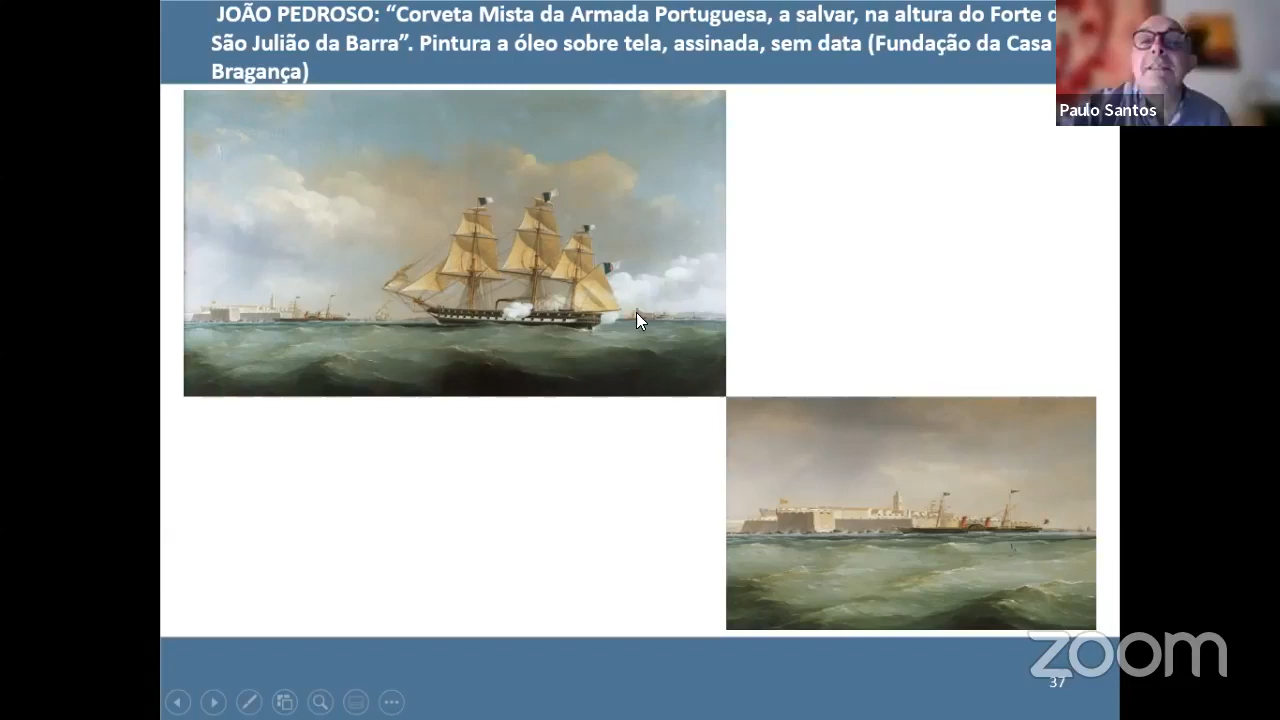 JOÃO PEDROSO: “Corveta Mista da Armada Portuguesa, a salvar, na altura do Forte
São Julião da Barra”. Pintura a óleo sobre tela, assinada, sem data (Fundação da Casa
Bragança)
Paulo Santos
zoom
37